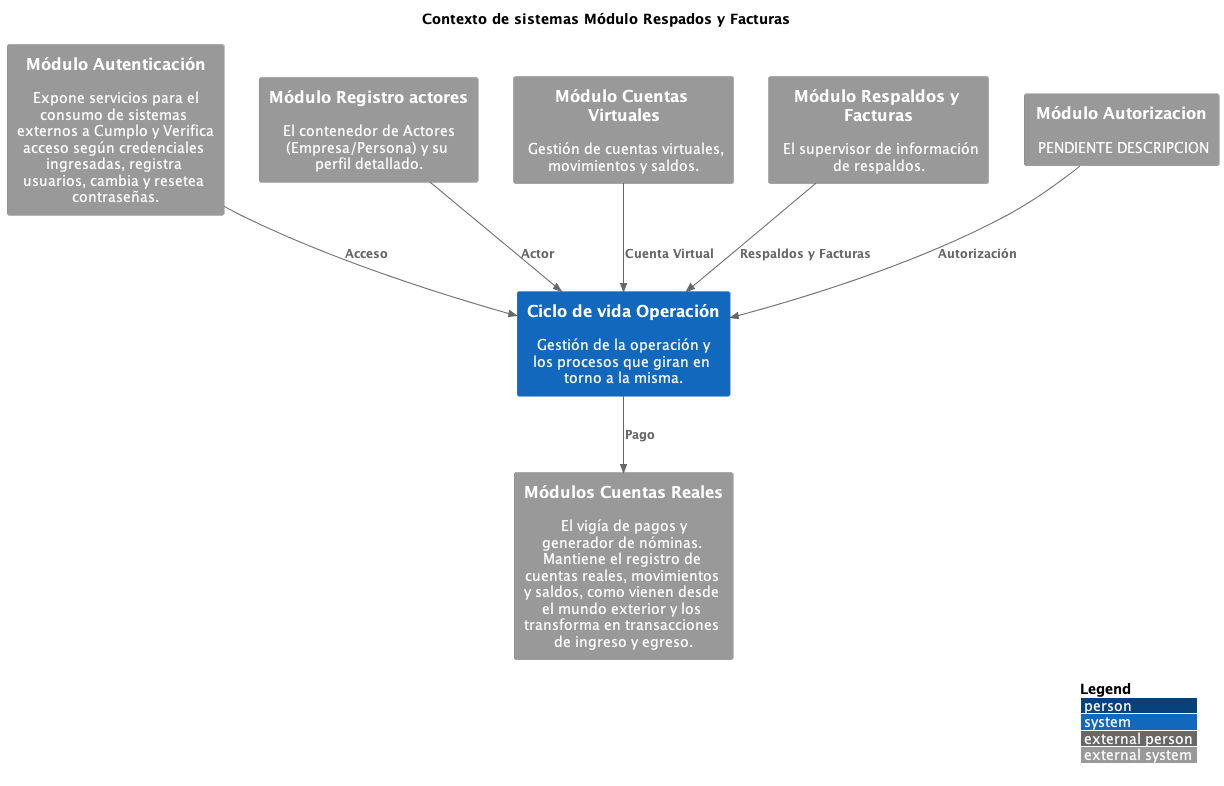 Contexto de sistemas Módulo Respados y Facturas
Módulo Autenticación
Expone servicios para el
consumo de sistemas
externos a Cumplo y Verifica
acceso según credenciales
ingresadas, registra
usuarios, cambia y resetea
contraseñas.
Módulo Registro actores
El contenedor de Actores
(Empresa/Persona) y su
perfil detallado.
Módulo Cuentas
Virtuales
Gestión de cuentas virtuales,
movimientos y saldos.
Módulo Respaldos y
Facturas
El supervisor de información
de respaldos.
Módulo Autorizacion
PENDIENTE DESCRIPCION
Acceso
Actor
Cuenta Virtual
Respaldos y Facturas
Autorización
Ciclo de vida Operación
Gestión de la operación y
los procesos que giran en
torno a la misma.
Pago
Módulos Cuentas Reales
El vigía de pagos y
generador de nóminas.
Mantiene el registro de
cuentas reales, movimientos
y saldos, como vienen desde
el mundo exterior y los
transforma en transacciones
de ingreso y egreso.
Legend
person
system
external person
external system